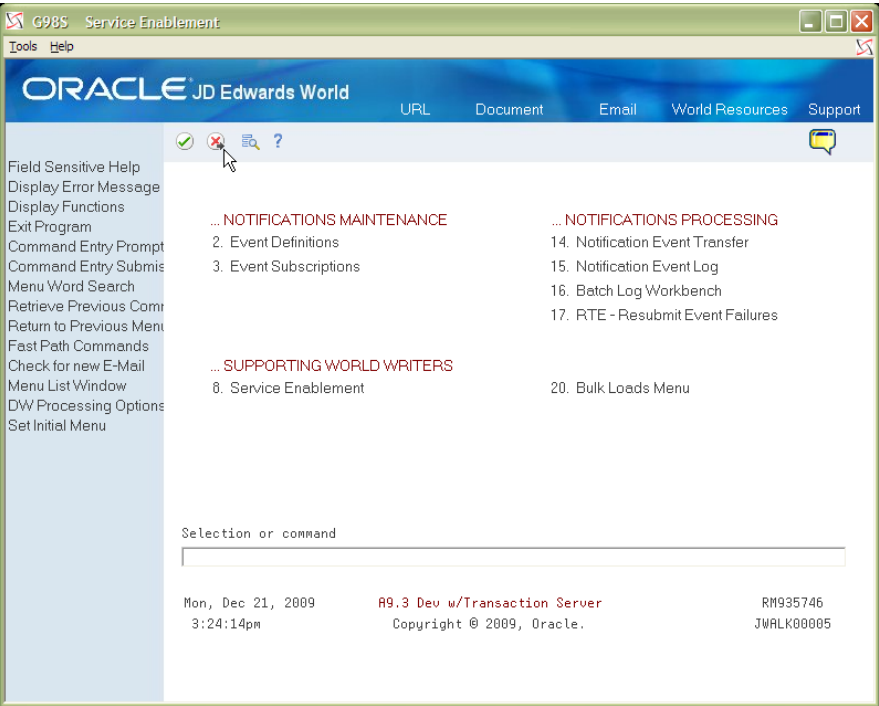 G98S Service Enablement
Tools Help
ORACLE JD Edwards World
URL Document Email World Resources Support
Field Sensitive Help
Display Error Message
Display Functions
Exit Program
Command Entry Prompt
Command Entry Submis
Menu Word Search
Retrieve Previous Comm
Return to Previous Menu
Fast Path Commands
Check for new E-Mail
Menu List Window
DW Processing Options
Set Initial Menu
... NOTIFICATIONS MAINTENANCE
2. Event Definitions
3. Event Subscriptions
... NOTIFICATIONS PROCESSING
14. Notification Event Transfer
15. Notification Event Log
16. Batch Log Workbench
17. RTE - Resubmit Event Failures
... SUPPORTING WORLD WRITERS
8. Service Enablement
20. Bulk Loads Menu
Selection or command
Mon, Dec 21, 2009 A9.3 Dev w/Transaction Server RM935746
3:24:14pm Copyright © 2009, Oracle. JWALK00005